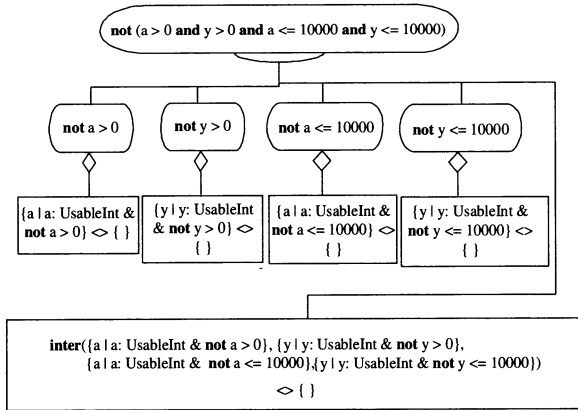 not (a > 0 and y > 0 and a <= 10000 and y <= 10000)
not a > 0
not y > 0
not a <= 10000
not y <= 10000
{a | a: UsableInt &
not a > 0} <> { }
{y | y: UsableInt
& not y > 0} <>
{ }
{a | a: UsableInt &
not a <= 10000} <>
{ }
{y | y: UsableInt &
not y <= 10000} <>
{ }
inter({a | a: UsableInt & not a > 0}, {y | y: UsableInt & not y > 0},
{a | a: UsableInt & not a <= 10000},{y | y: UsableInt & not y <= 10000})
<> { }